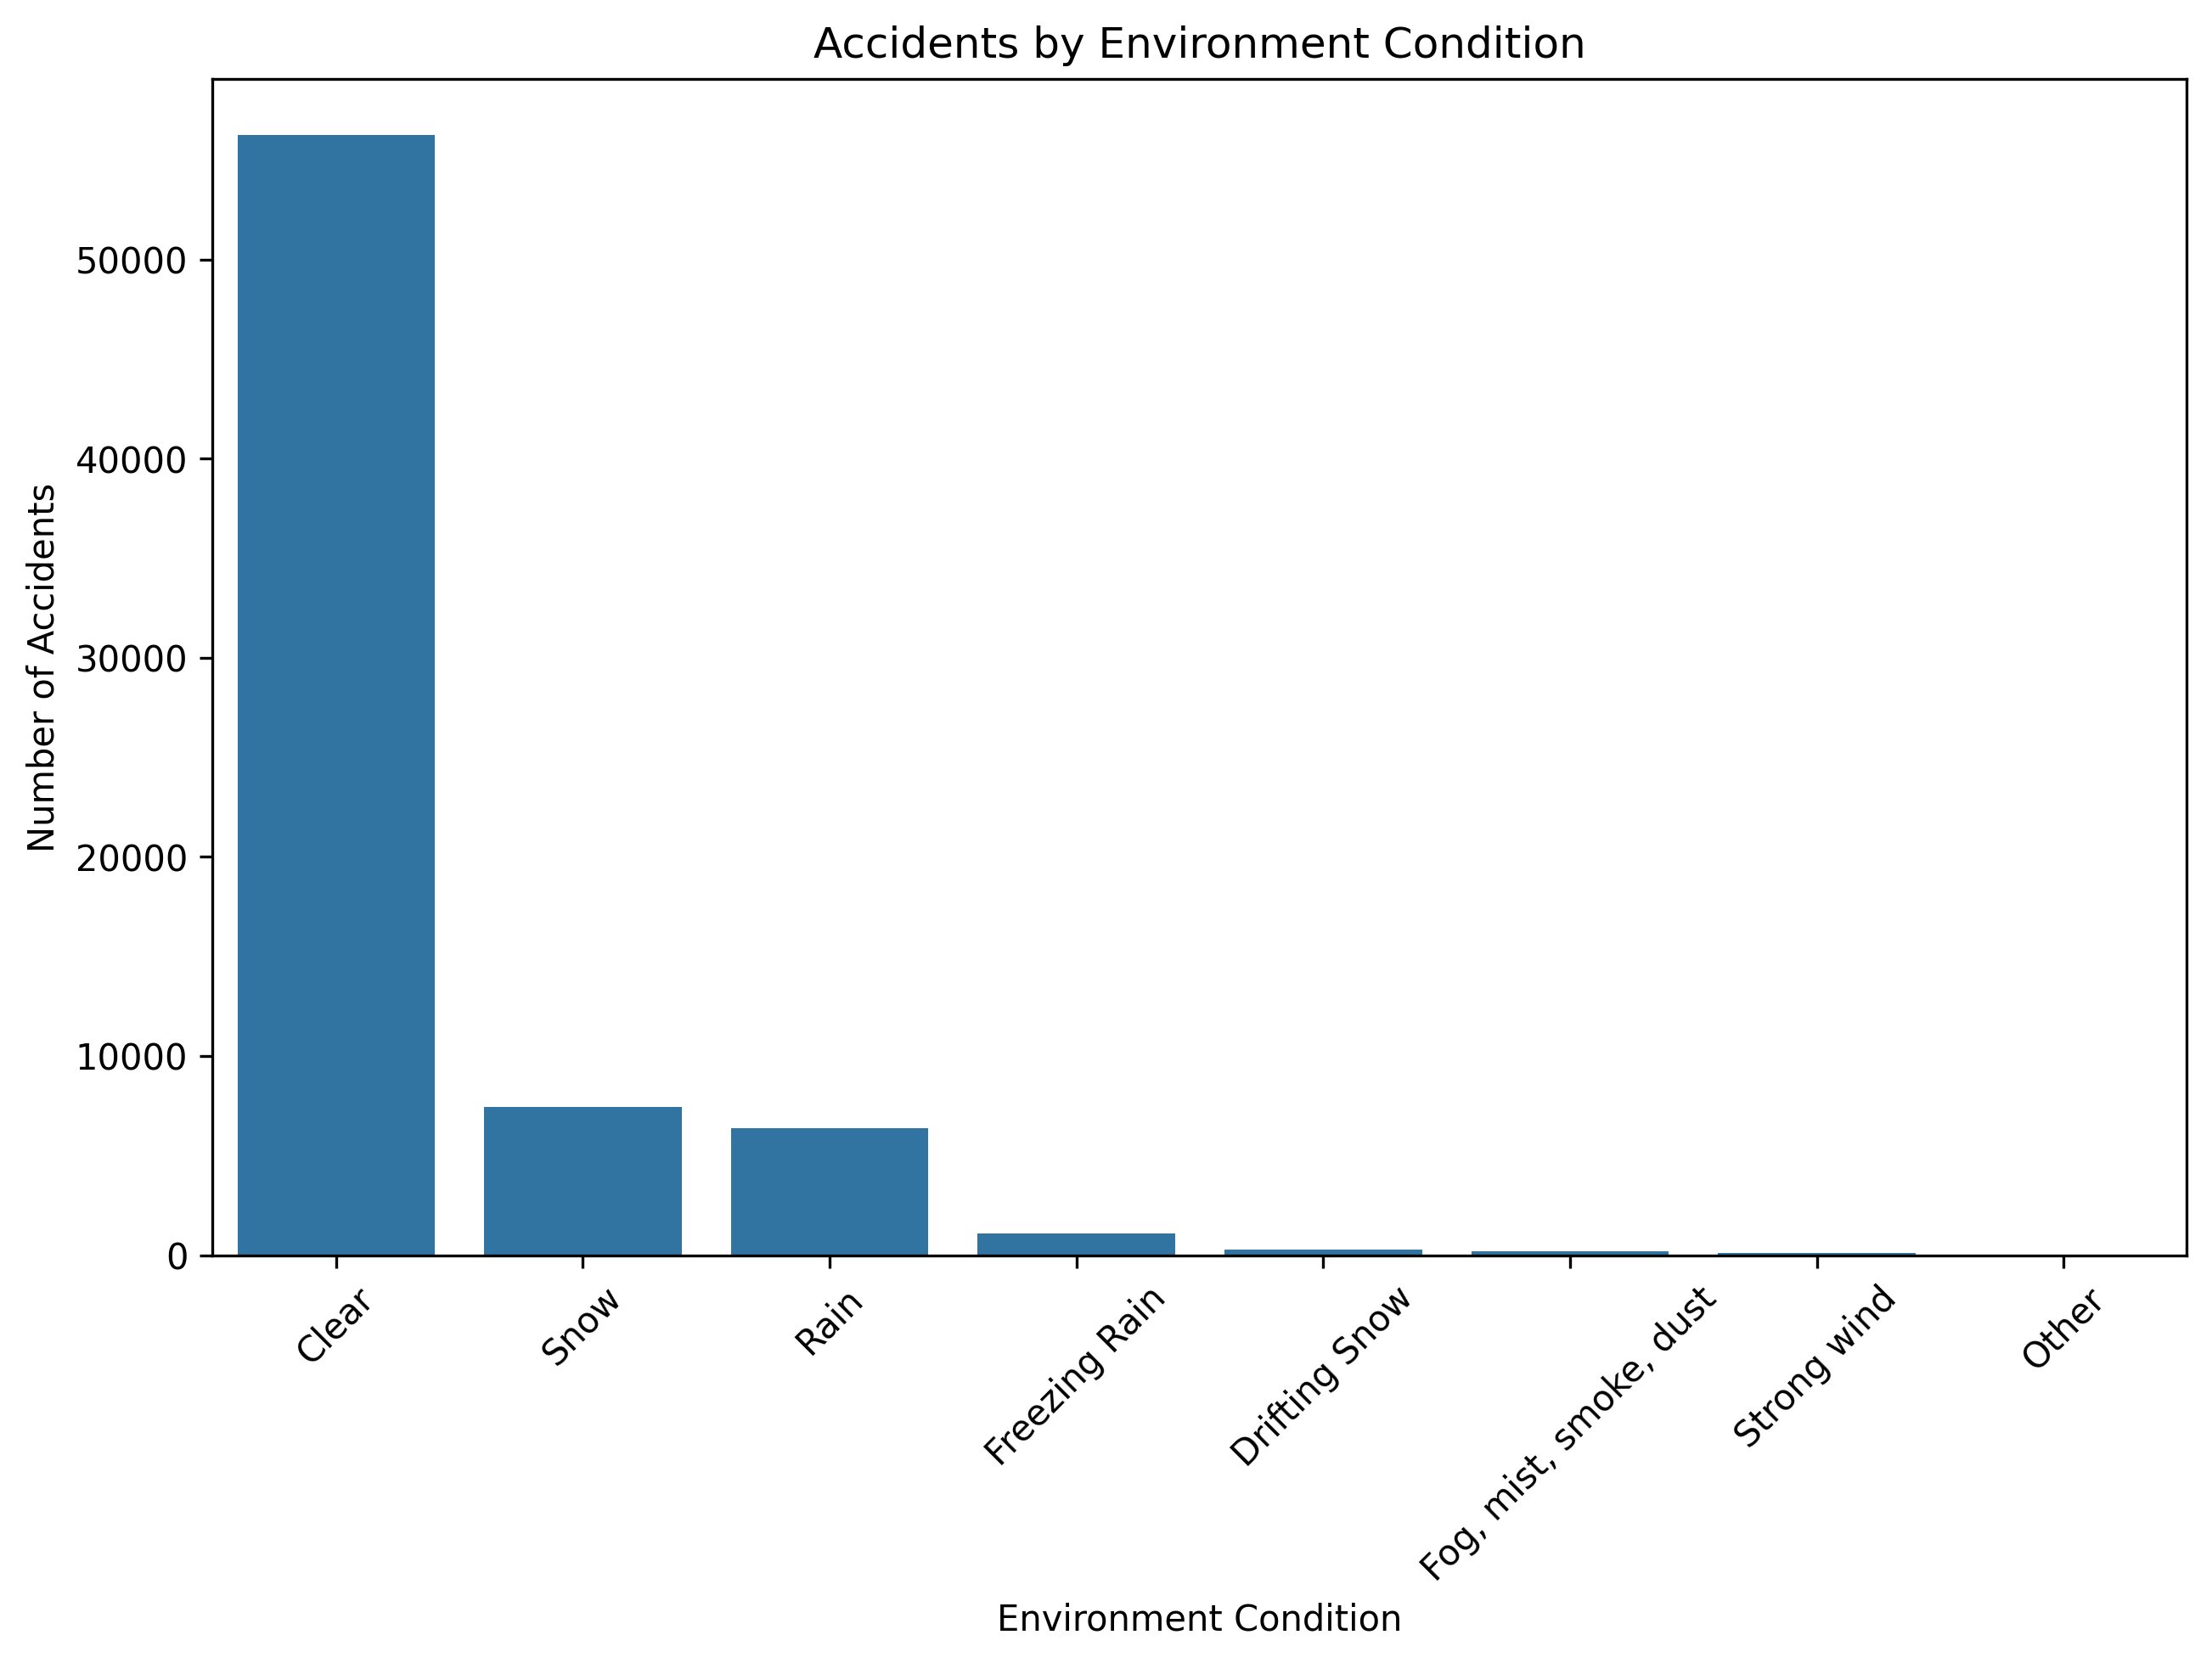 Accidents by Environment Condition
Number of Accidents
50000
40000
30000
20000
10000
0
Clear
Snow
Rain
Freezing Rain
Drifting Snow
Fog, mist, smoke, dust
Strong wind
Other
Environment Condition